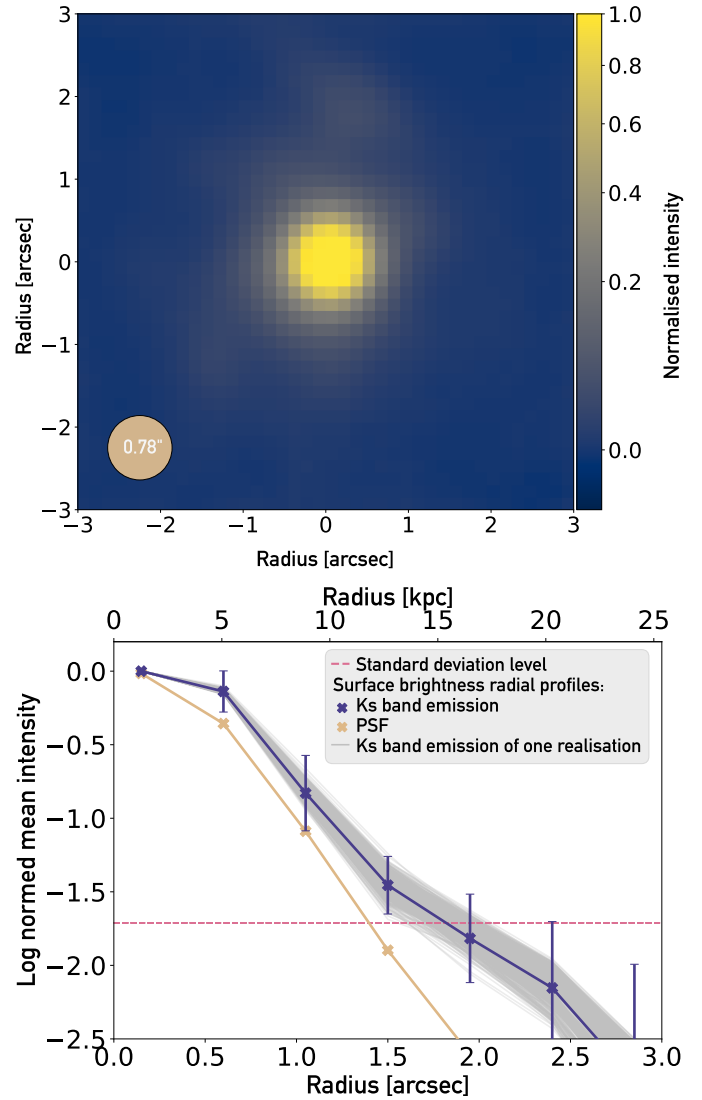 3
2
1
0
−1
−2
−3
Radius [arcsec]
0.78"
−3 −2 −1 0 1 2 3
Radius [arcsec]
1.0
0.8
0.6
0.4
0.2
0.0
Normalised intensity
Radius [kpc]
0 5 10 15 20 25
Standard deviation level
Surface brightness radial profiles:
Ks band emission
PSF
Ks band emission of one realisation
0.0
−0.5
−1.0
−1.5
−2.0
−2.5
Log normed mean intensity
0.0 0.5 1.0 1.5 2.0 2.5 3.0
Radius [arcsec]